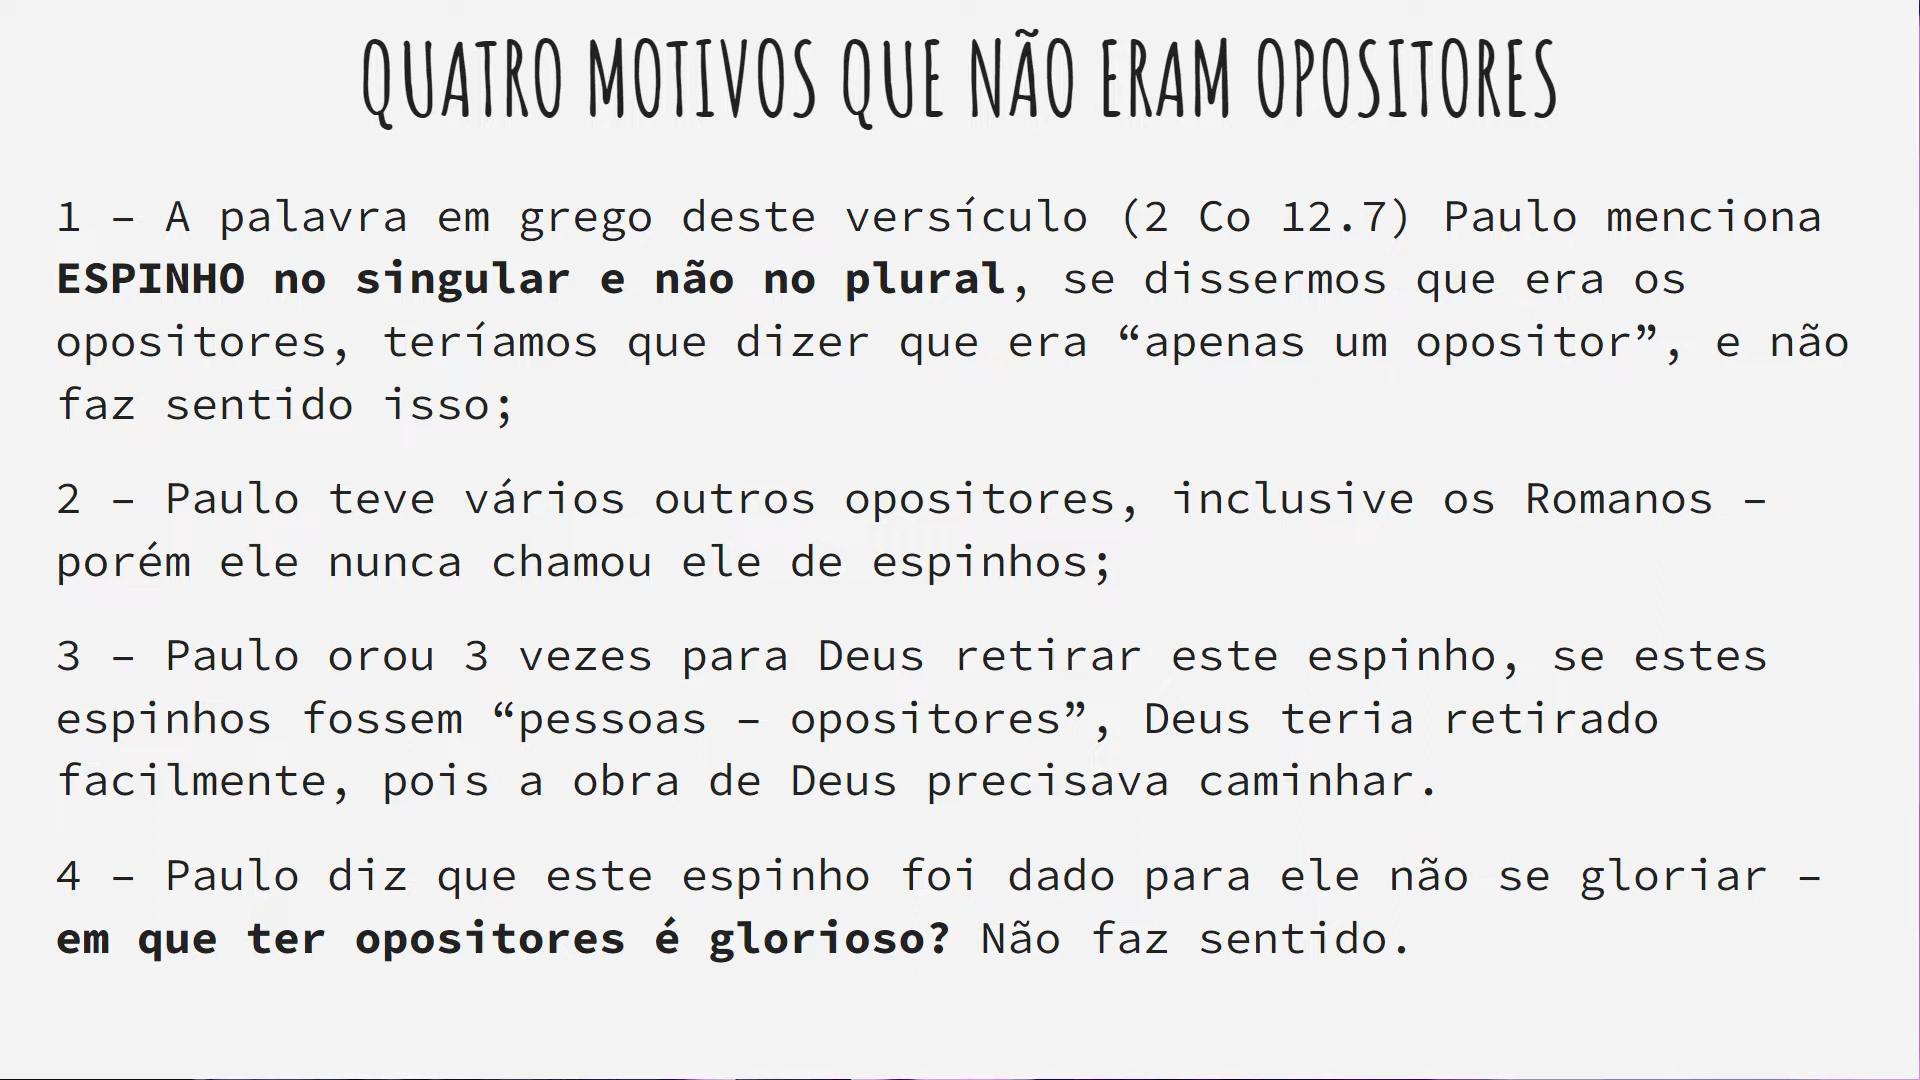 QUATRO MOTIVOS QUE NÃO ERAM OPOSITORES
1 – A palavra em grego deste versículo (2 Co 12.7) Paulo menciona
ESPINHO no singular e não no plural, se dissermos que era os
opositores, teríamos que dizer que era “apenas um opositor”, e não
faz sentido isso;
2 – Paulo teve vários outros opositores, inclusive os Romanos –
porém ele nunca chamou ele de espinhos;
3 – Paulo orou 3 vezes para Deus retirar este espinho, se estes
espinhos fossem “pessoas – opositores”, Deus teria retirado
facilmente, pois a obra de Deus precisava caminhar.
4 – Paulo diz que este espinho foi dado para ele não se gloriar –
em que ter opositores é glorioso? Não faz sentido.